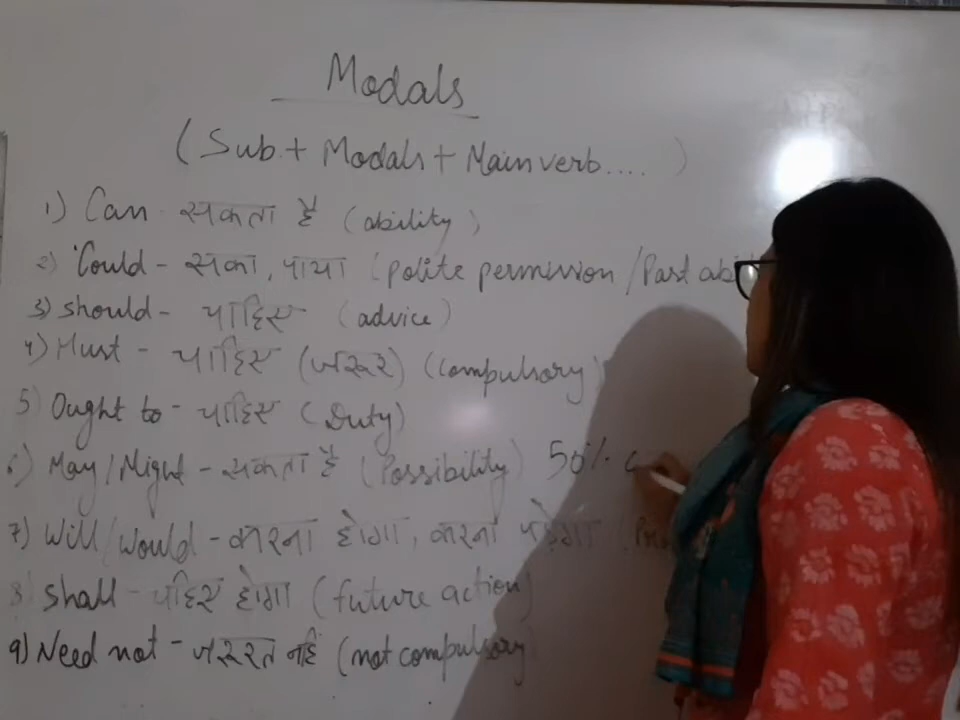 Modals
(Sub. + Modals + Main verb.... )
1) Can सकता है (ability)
2) Could - सका, पाया (Polite permission / Past abi
3) Should - चाहिए (advice)
4) Must - चाहिए (जरूर) (Compulsory)
5) Ought to - चाहिए (Duty)
6) May/Might - सकता है (Possibility) 50%
7) Will/would - करना होगा, करना पड़ेगा
8) Shall - चाहिए होगा (future action)
9) Need not - जरूरत नहि (not compulsory)